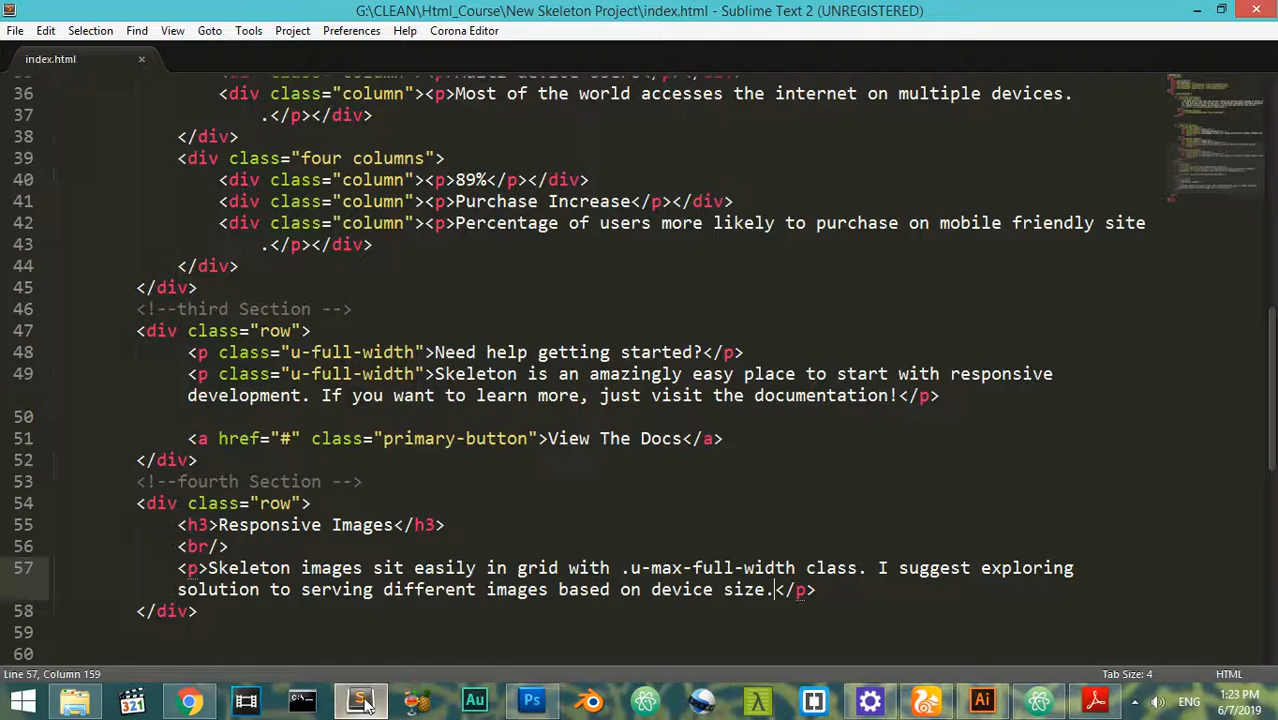 G:\CLEAN\Html_Course\New Skeleton Project\index.html - Sublime Text 2 (UNREGISTERED)
File Edit Selection Find View Goto Tools Project Preferences Help Corona Editor
index.html ×
36 <div class="column"><p>Most of the world accesses the internet on multiple devices.
37 .</p></div>
38 </div>
39 <div class="four columns">
40 <div class="column"><p>89%</p></div>
41 <div class="column"><p>Purchase Increase</p></div>
42 <div class="column"><p>Percentage of users more likely to purchase on mobile friendly site
43 .</p></div>
44 </div>
45 </div>
46 <!--third Section -->
47 <div class="row">
48 <p class="u-full-width">Need help getting started?</p>
49 <p class="u-full-width">Skeleton is an amazingly easy place to start with responsive
development. If you want to learn more, just visit the documentation!</p>
50
51 <a href="#" class="primary-button">View The Docs</a>
52 </div>
53 <!--fourth Section -->
54 <div class="row">
55 <h3>Responsive Images</h3>
56 <br/>
57 <p>Skeleton images sit easily in grid with .u-max-full-width class. I suggest exploring
solution to serving different images based on device size.</p>
58 </div>
59
60
Line 57, Column 159 Tab Size: 4 HTML
321 S Au Ps Ai ENG 1:23 PM
6/7/2019